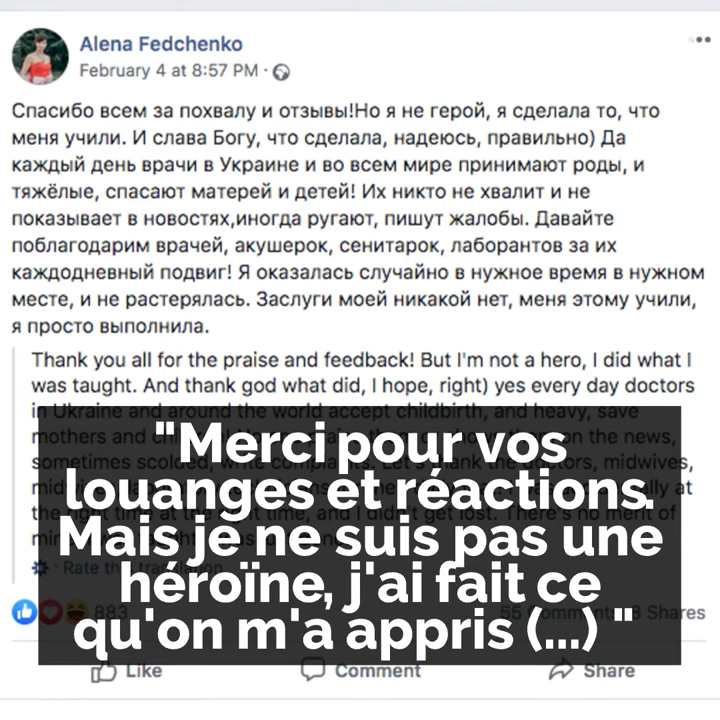 Alena Fedchenko
February 4 at 8:57 PM ·
Спасибо всем за похвалу и отзывы!Но я не герой, я сделала то, что
меня учили. И слава Богу, что сделала, надеюсь, правильно) Да
каждый день врачи в Украине и во всем мире принимают роды, и
тяжёлые, спасают матерей и детей! Их никто не хвалит и не
показывает в новостях,иногда ругают, пишут жалобы. Давайте
поблагодарим врачей, акушерок, сенитарок, лаборантов за их
каждодневный подвиг! Я оказалась случайно в нужное время в нужном
месте, и не растерялась. Заслуги моей никакой нет, меня этому учили,
я просто выполнила.
Thank you all for the praise and feedback! But I'm not a hero, I did what I
was taught. And thank god what did, I hope, right) yes every day doctors
in Ukraine and around the world accept childbirth, and heavy, save
mothers and on the news,
sometimes midwives,
at
the There's no merit of
"Merci pour vos
louanges et réactions.
Mais je ne suis pas une
héroïne, j'ai fait ce
qu'on m'a appris (...) "
· Rate this translation
883
55 Comments 8 Shares
Like Comment Share